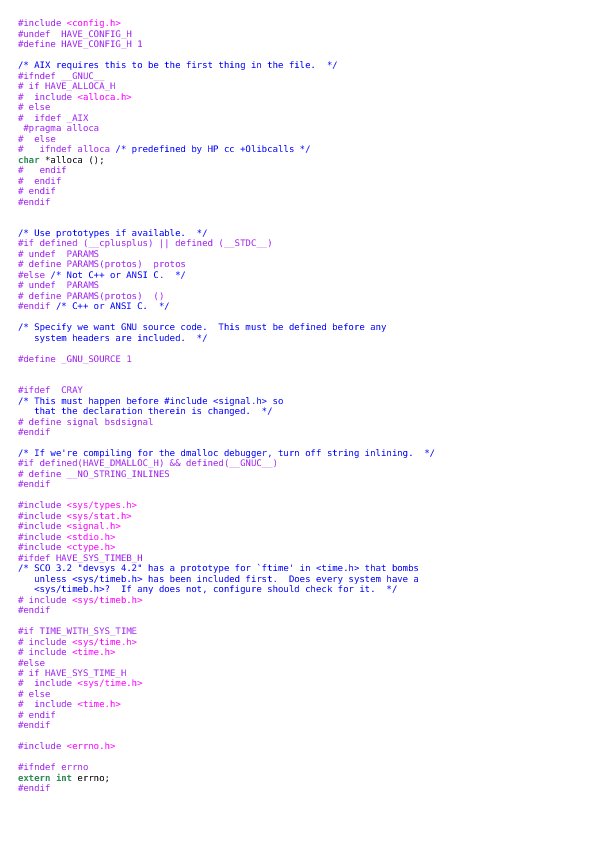 #include <config.h>
#undef  HAVE_CONFIG_H
#define HAVE_CONFIG_H 1

/* AIX requires this to be the first thing in the file.  */
#ifndef __GNUC__
# if HAVE_ALLOCA_H
#  include <alloca.h>
# else
#  ifdef _AIX
 #pragma alloca
#  else
#   ifndef alloca /* predefined by HP cc +Olibcalls */
char *alloca ();
#   endif
#  endif
# endif
#endif


/* Use prototypes if available.  */
#if defined (__cplusplus) || defined (__STDC__)
# undef  PARAMS
# define PARAMS(protos)  protos
#else /* Not C++ or ANSI C.  */
# undef  PARAMS
# define PARAMS(protos)  ()
#endif /* C++ or ANSI C.  */

/* Specify we want GNU source code.  This must be defined before any
   system headers are included.  */

#define _GNU_SOURCE 1


#ifdef  CRAY
/* This must happen before #include <signal.h> so
   that the declaration therein is changed.  */
# define signal bsdsignal
#endif

/* If we're compiling for the dmalloc debugger, turn off string inlining.  */
#if defined(HAVE_DMALLOC_H) && defined(__GNUC__)
# define __NO_STRING_INLINES
#endif

#include <sys/types.h>
#include <sys/stat.h>
#include <signal.h>
#include <stdio.h>
#include <ctype.h>
#ifdef HAVE_SYS_TIMEB_H
/* SCO 3.2 "devsys 4.2" has a prototype for `ftime' in <time.h> that bombs
   unless <sys/timeb.h> has been included first.  Does every system have a
   <sys/timeb.h>?  If any does not, configure should check for it.  */
# include <sys/timeb.h>
#endif

#if TIME_WITH_SYS_TIME
# include <sys/time.h>
# include <time.h>
#else
# if HAVE_SYS_TIME_H
#  include <sys/time.h>
# else
#  include <time.h>
# endif
#endif

#include <errno.h>

#ifndef errno
extern int errno;
#endif